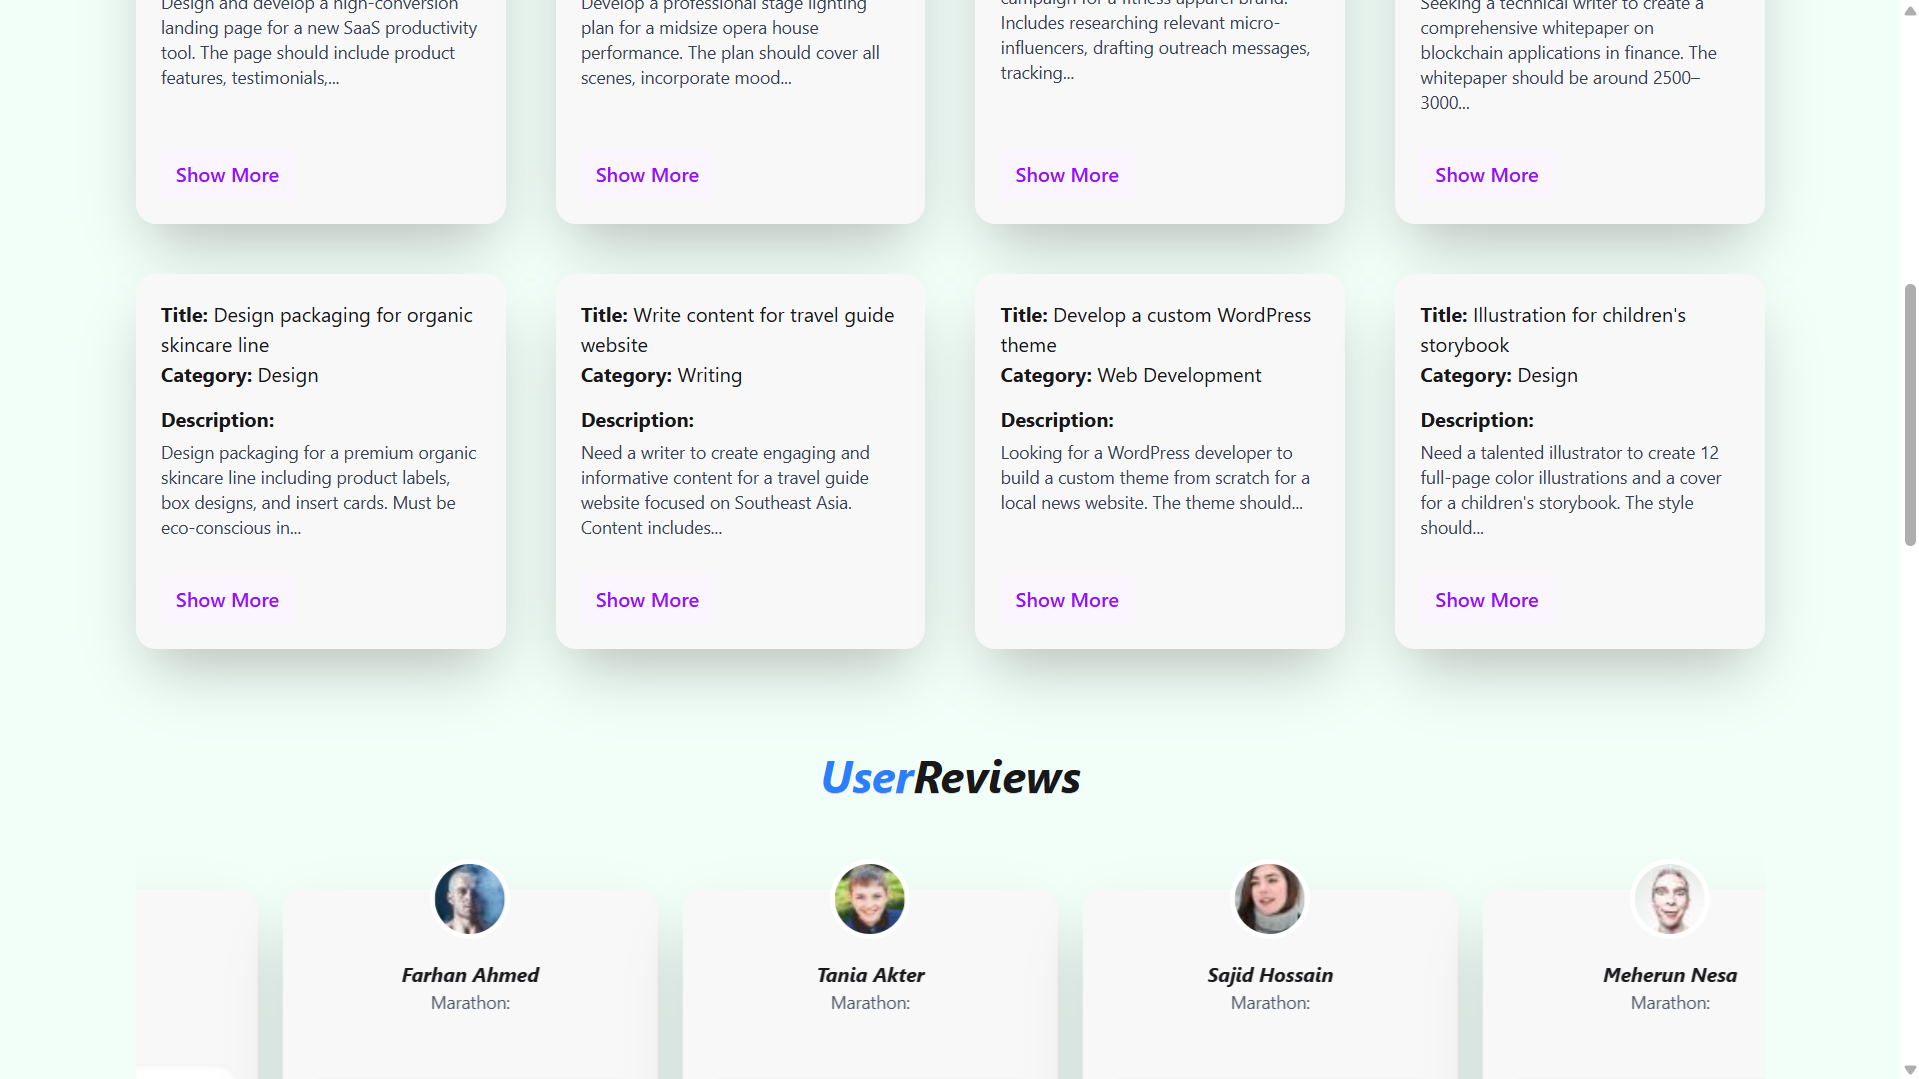 Design and develop a high-conversion
landing page for a new SaaS productivity
tool. The page should include product
features, testimonials,...
Show More
Develop a professional stage lighting
plan for a midsize opera house
performance. The plan should cover all
scenes, incorporate mood...
Show More
campaign for a fitness apparel brand.
Includes researching relevant micro-
influencers, drafting outreach messages,
tracking...
Show More
Seeking a technical writer to create a
comprehensive whitepaper on
blockchain applications in finance. The
whitepaper should be around 2500–
3000...
Show More
Title: Design packaging for organic
skincare line
Category: Design
Description:
Design packaging for a premium organic
skincare line including product labels,
box designs, and insert cards. Must be
eco-conscious in...
Show More
Title: Write content for travel guide
website
Category: Writing
Description:
Need a writer to create engaging and
informative content for a travel guide
website focused on Southeast Asia.
Content includes...
Show More
Title: Develop a custom WordPress
theme
Category: Web Development
Description:
Looking for a WordPress developer to
build a custom theme from scratch for a
local news website. The theme should...
Show More
Title: Illustration for children's
storybook
Category: Design
Description:
Need a talented illustrator to create 12
full-page color illustrations and a cover
for a children's storybook. The style
should...
Show More
UserReviews
Farhan Ahmed
Marathon:
Tania Akter
Marathon:
Sajid Hossain
Marathon:
Meherun Nesa
Marathon: